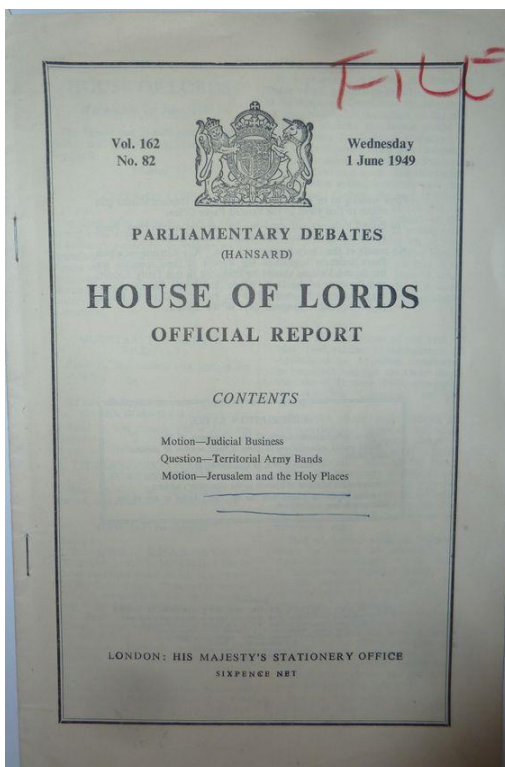 FILE
Vol. 162
No. 82
Wednesday
1 June 1949
PARLIAMENTARY DEBATES
(HANSARD)
HOUSE OF LORDS
OFFICIAL REPORT
CONTENTS
Motion—Judicial Business
Question—Territorial Army Bands
Motion—Jerusalem and the Holy Places
LONDON: HIS MAJESTY'S STATIONERY OFFICE
SIXPENCE NET